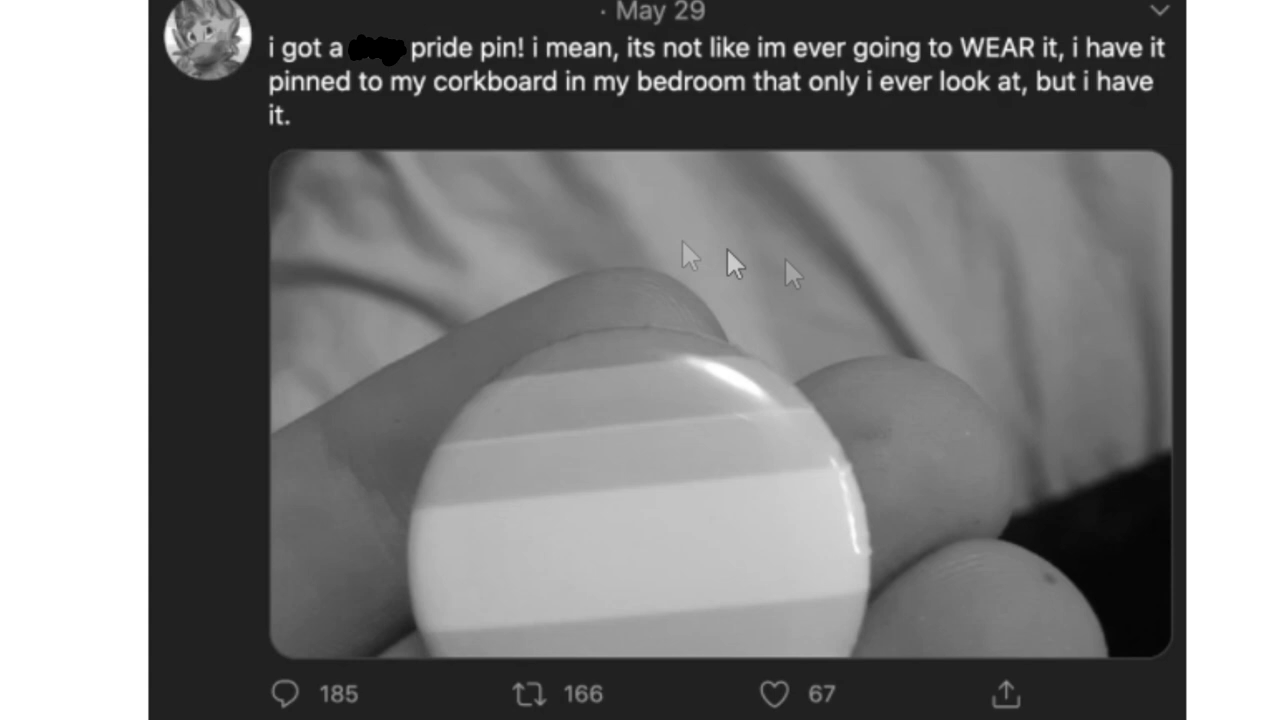 · May 29
i got a pride pin! i mean, its not like im ever going to WEAR it, i have it
pinned to my corkboard in my bedroom that only i ever look at, but i have
it.
185 166 67